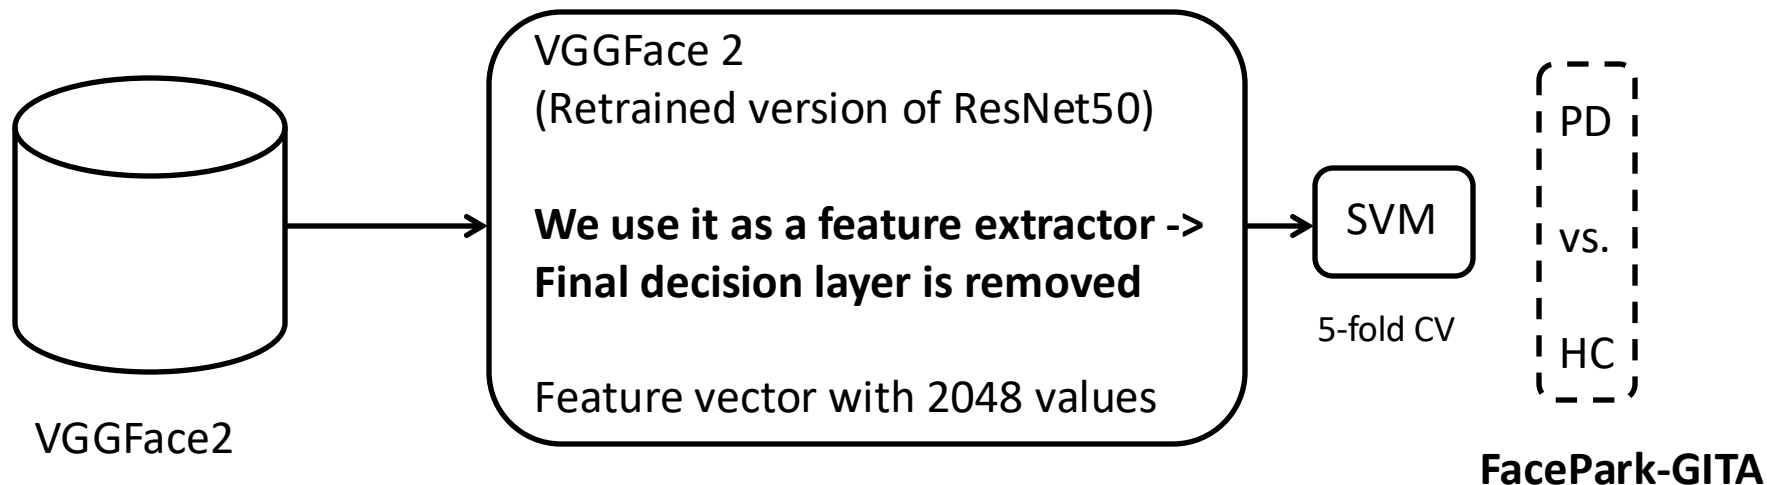 VGGFace2
VGGFace 2
(Retrained version of ResNet50)
We use it as a feature extractor ->
Final decision layer is removed
Feature vector with 2048 values
SVM
5-fold CV
PD
vs.
HC
FacePark-GITA